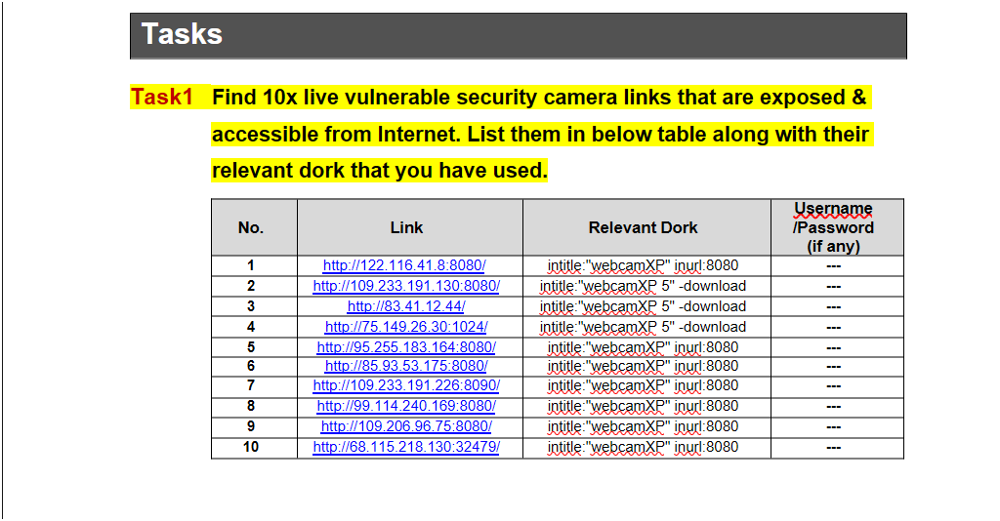 Tasks
Task1 Find 10x live vulnerable security camera links that are exposed &
accessible from Internet. List them in below table along with their
relevant dork that you have used.
No. Link Relevant Dork Username
/Password
(if any)
1 http://122.116.41.8:8080/ intitle:"webcamXP" inurl:8080 ---
2 http://109.233.191.130:8080/ intitle:"webcamXP 5" -download ---
3 http://83.41.12.44/ intitle:"webcamXP 5" -download ---
4 http://75.149.26.30:1024/ intitle:"webcamXP 5" -download ---
5 http://95.255.183.164:8080/ intitle:"webcamXP" inurl:8080 ---
6 http://85.93.53.175:8080/ intitle:"webcamXP" inurl:8080 ---
7 http://109.233.191.226:8090/ intitle:"webcamXP" inurl:8080 ---
8 http://99.114.240.169:8080/ intitle:"webcamXP" inurl:8080 ---
9 http://109.206.96.75:8080/ intitle:"webcamXP" inurl:8080 ---
10 http://68.115.218.130:32479/ intitle:"webcamXP" inurl:8080 ---